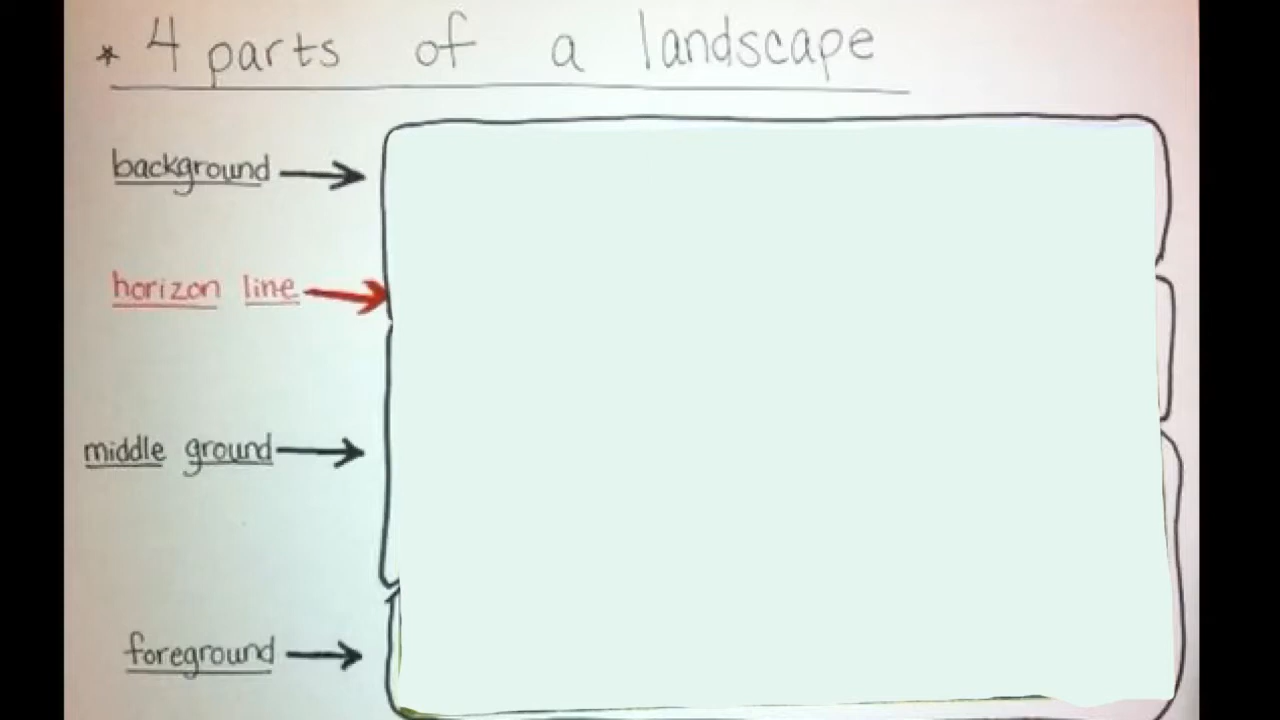 * 4 parts of a landscape
background
horizon line
middle ground
foreground